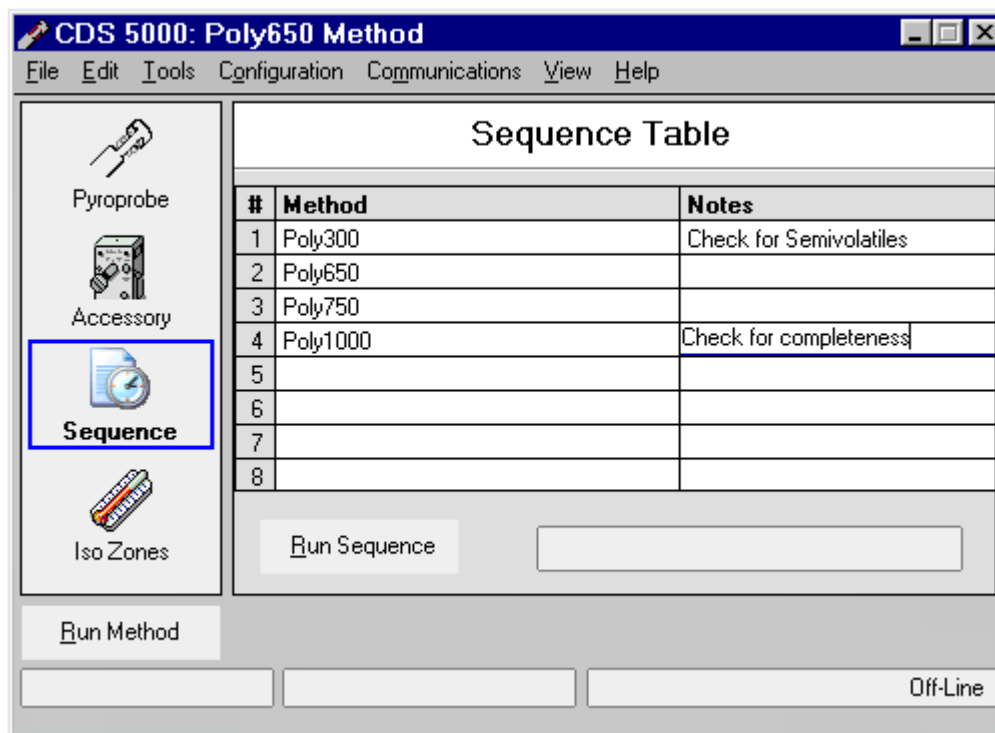 CDS 5000: Poly650 Method
File Edit Tools Configuration Communications View Help
Pyroprobe
Accessory
Sequence
Iso Zones
Sequence Table
# Method Notes
1 Poly300 Check for Semivolatiles
2 Poly650
3 Poly750
4 Poly1000 Check for completeness
5
6
7
8
Run Sequence
Run Method
Off-Line